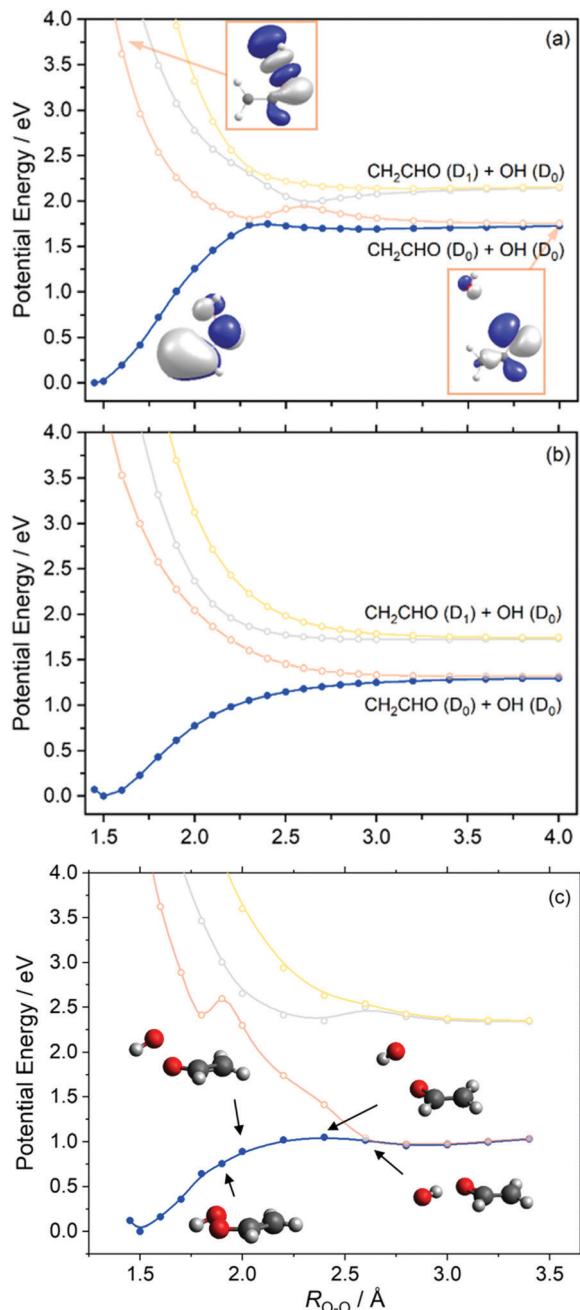 4.0
(a)
3.5
3.0
2.5
CH₂CHO (D₁) + OH (D₀)
2.0
1.5
CH₂CHO (D₀) + OH (D₀)
1.0
0.5
0.0
Potential Energy / eV
4.0
(b)
3.5
3.0
2.5
2.0
CH₂CHO (D₁) + OH (D₀)
1.5
1.0
CH₂CHO (D₀) + OH (D₀)
0.5
0.0
Potential Energy / eV
1.5 2.0 2.5 3.0 3.5 4.0
4.0
(c)
3.5
3.0
2.5
2.0
1.5
1.0
0.5
0.0
Potential Energy / eV
1.5 2.0 2.5 3.0 3.5
R_O-O / Å